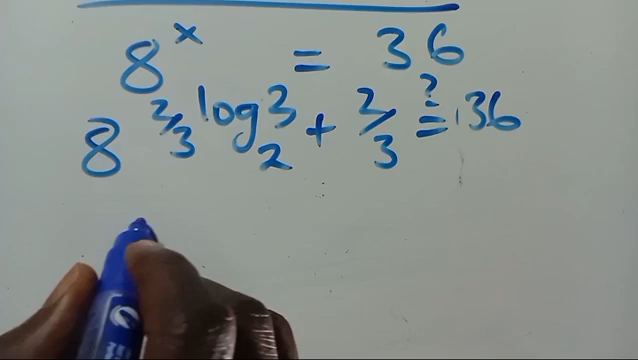 8^x = 36
8^(2/3 log_2 3 + 2/3) ≟ 36